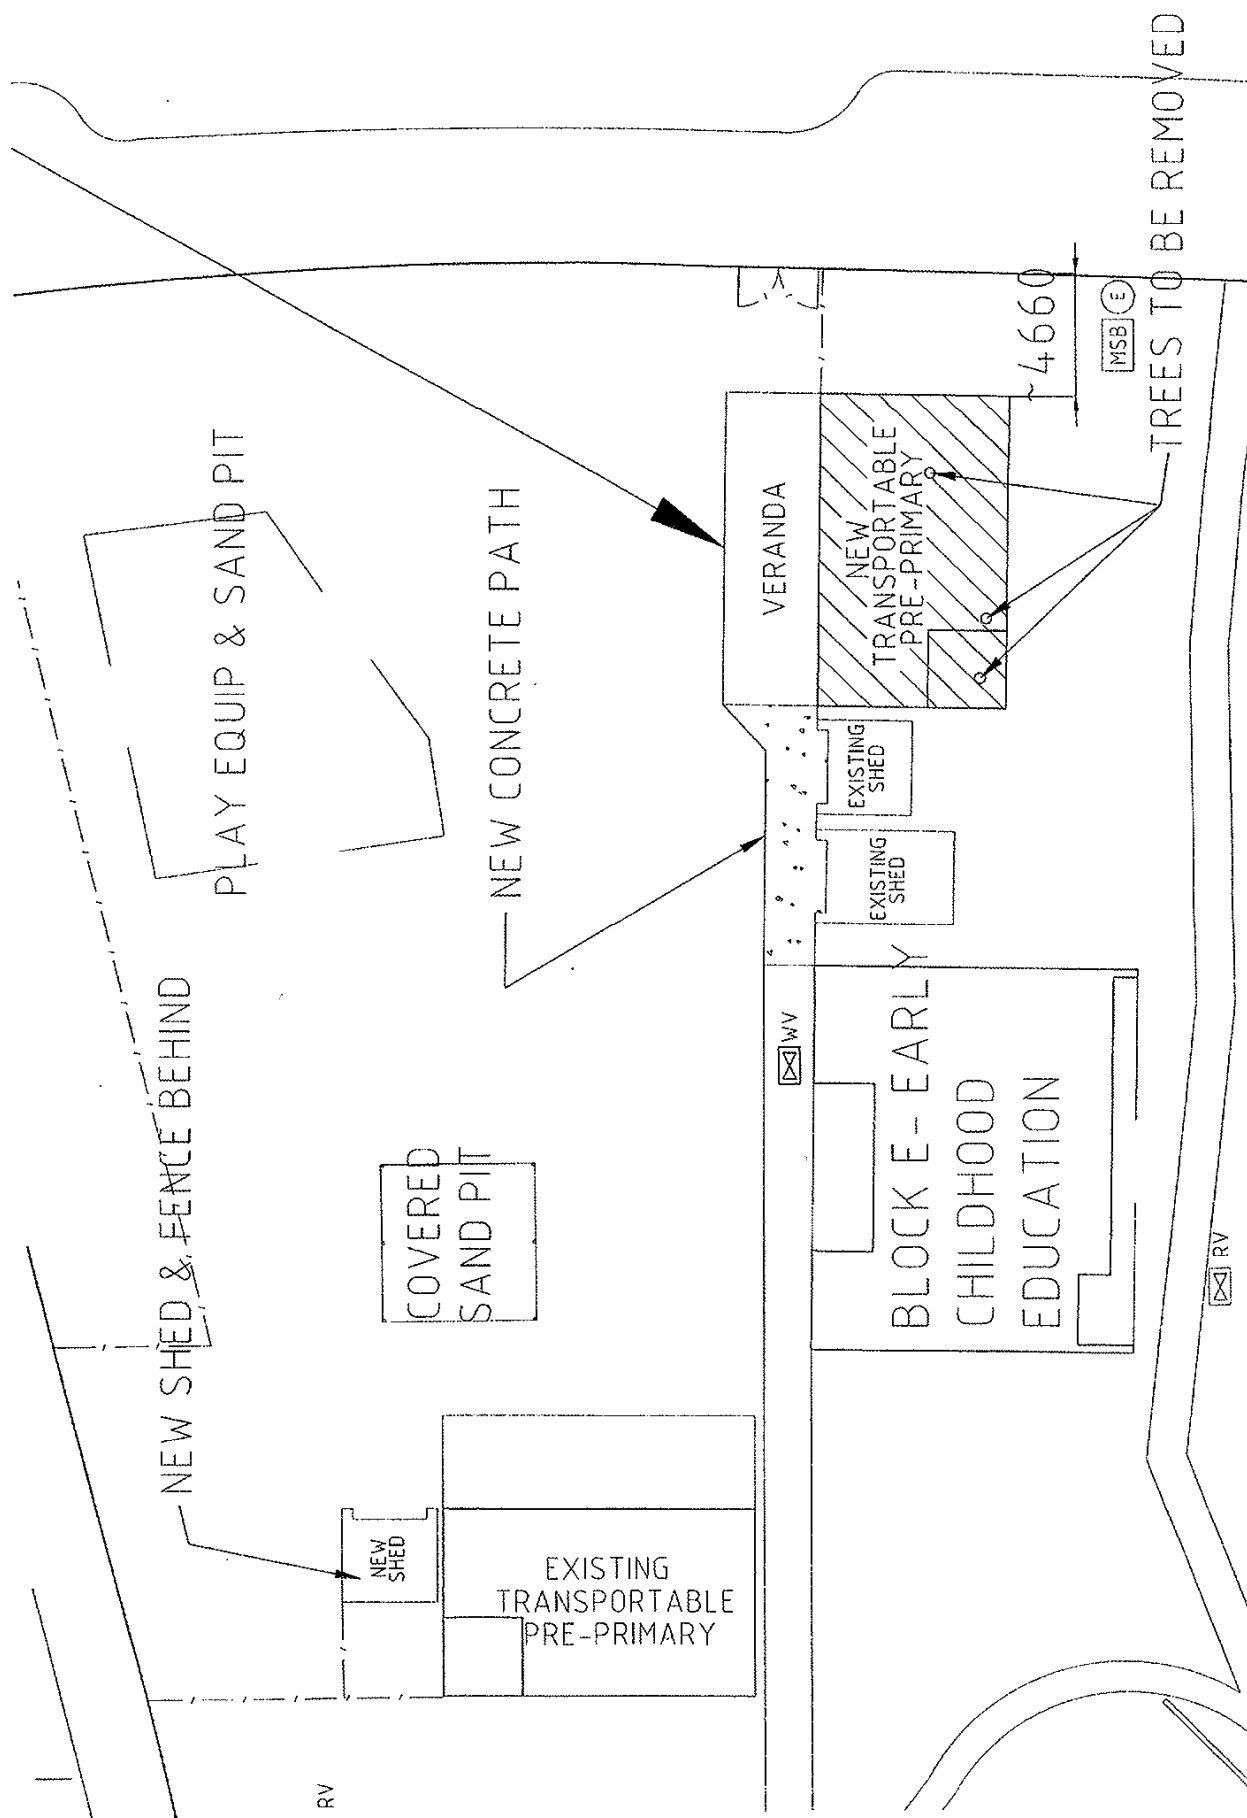 NEW SHED & FENCE BEHIND
PLAY EQUIP & SAND PIT
RV
NEW
SHED
COVERED
SAND PIT
NEW CONCRETE PATH
EXISTING
TRANSPORTABLE
PRE-PRIMARY
WV
VERANDA
BLOCK E - EARLY
CHILDHOOD
EDUCATION
EXISTING
SHED
EXISTING
SHED
NEW
TRANSPORTABLE
PRE-PRIMARY
~4660
MSB
E
TREES TO BE REMOVED
RV